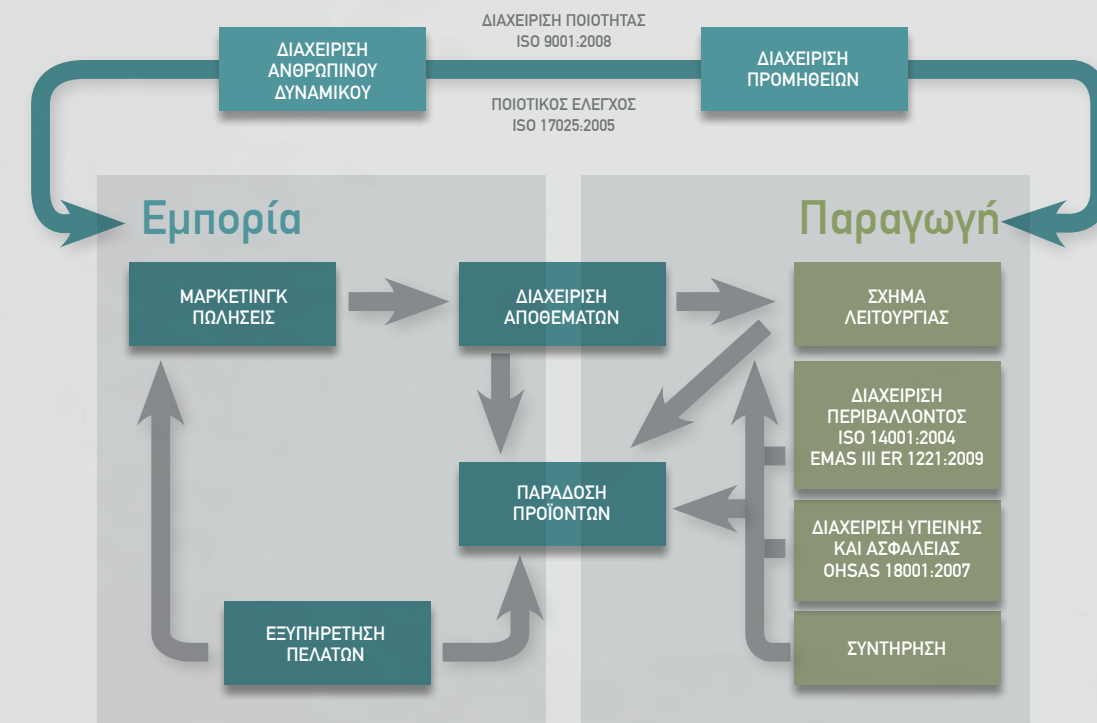 ΔΙΑΧΕΙΡΙΣΗ ΠΟΙΟΤΗΤΑΣ
ISO 9001:2008
ΔΙΑΧΕΙΡΙΣΗ
ΑΝΘΡΩΠΙΝΟΥ
ΔΥΝΑΜΙΚΟΥ
ΔΙΑΧΕΙΡΙΣΗ
ΠΡΟΜΗΘΕΙΩΝ
ΠΟΙΟΤΙΚΟΣ ΕΛΕΓΧΟΣ
ISO 17025:2005
Εμπορία
Παραγωγή
ΜΑΡΚΕΤΙΝΓΚ
ΠΩΛΗΣΕΙΣ
ΔΙΑΧΕΙΡΙΣΗ
ΑΠΟΘΕΜΑΤΩΝ
ΣΧΗΜΑ
ΛΕΙΤΟΥΡΓΙΑΣ
ΔΙΑΧΕΙΡΙΣΗ
ΠΕΡΙΒΑΛΛΟΝΤΟΣ
ISO 14001:2004
EMAS III ER 1221:2009
ΠΑΡΑΔΟΣΗ
ΠΡΟΪΟΝΤΩΝ
ΔΙΑΧΕΙΡΙΣΗ ΥΓΙΕΙΝΗΣ
ΚΑΙ ΑΣΦΑΛΕΙΑΣ
OHSAS 18001:2007
ΕΞΥΠΗΡΕΤΗΣΗ
ΠΕΛΑΤΩΝ
ΣΥΝΤΗΡΗΣΗ